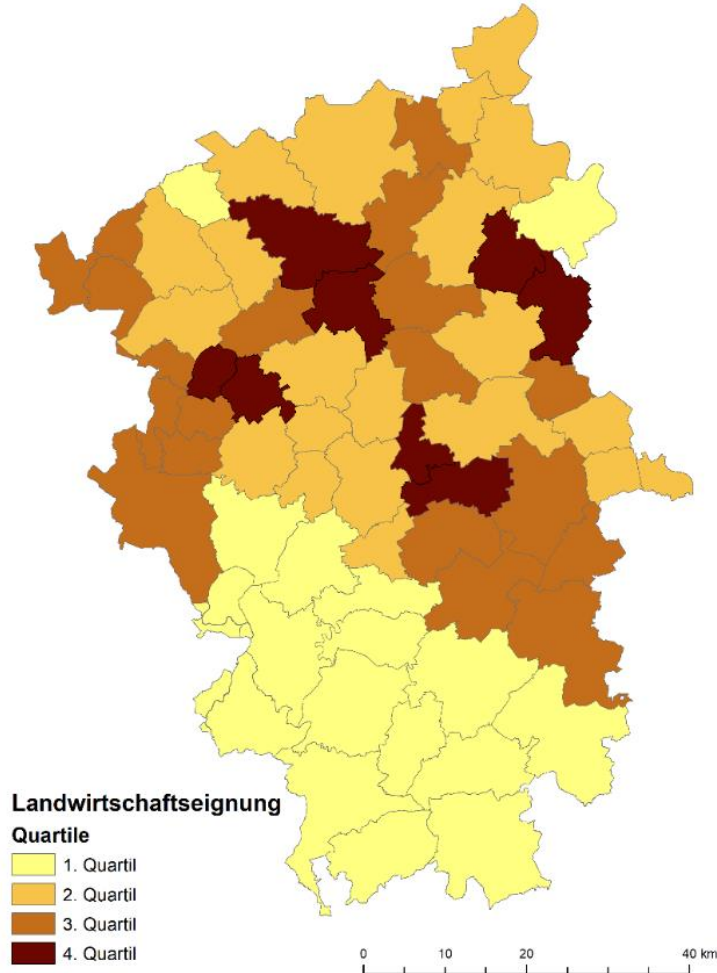 Landwirtschaftseignung
Quartile
1. Quartil
2. Quartil
3. Quartil
4. Quartil
0 10 20 40 km